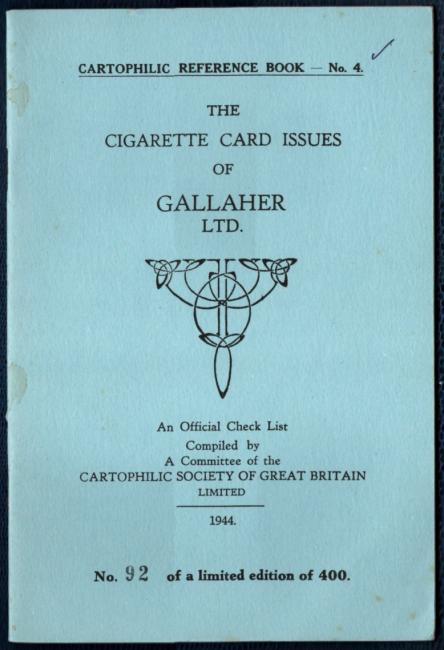 CARTOPHILIC REFERENCE BOOK — No. 4.
THE
CIGARETTE CARD ISSUES
OF
GALLAHER
LTD.
An Official Check List
Compiled by
A Committee of the
CARTOPHILIC SOCIETY OF GREAT BRITAIN
LIMITED
1944.
No. 92 of a limited edition of 400.